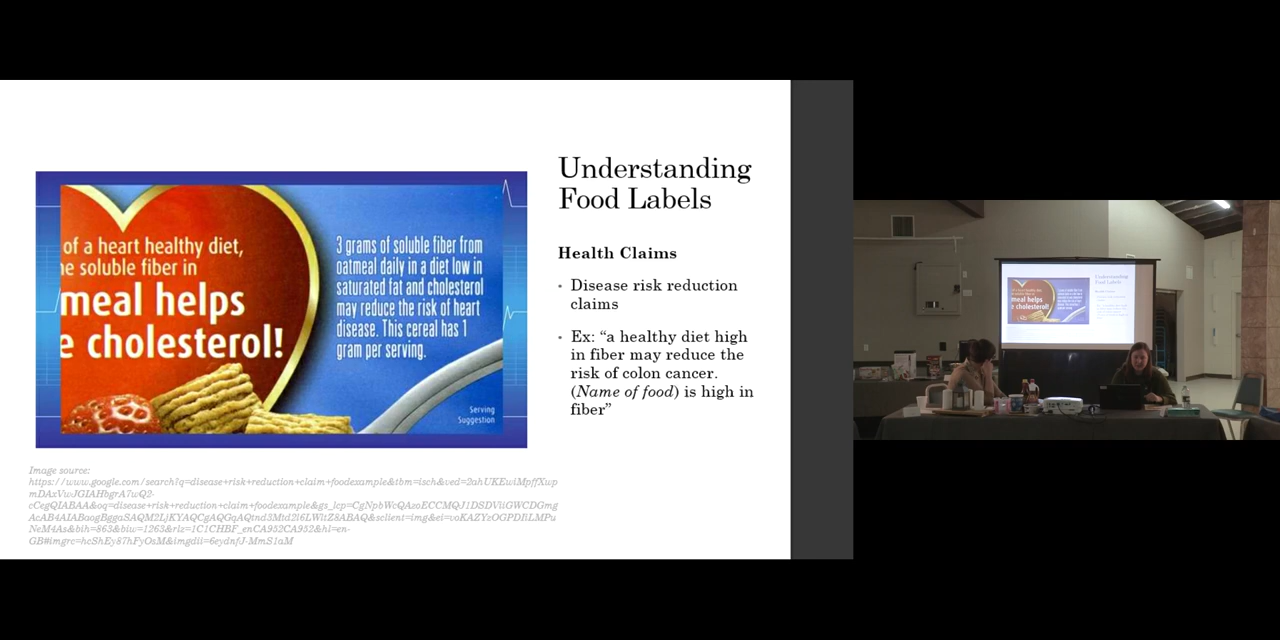 of a heart healthy diet,
soluble fiber in
meal helps
cholesterol!
3 grams of soluble fiber from
oatmeal daily in a diet low in
saturated fat and cholesterol
may reduce the risk of heart
disease. This cereal has 1
gram per serving.
Serving
Suggestion
Understanding
Food Labels
Health Claims
• Disease risk reduction
claims
• Ex: “a healthy diet high
in fiber may reduce the
risk of colon cancer.
(Name of food) is high in
fiber”
Image source:
Understanding
Food Labels